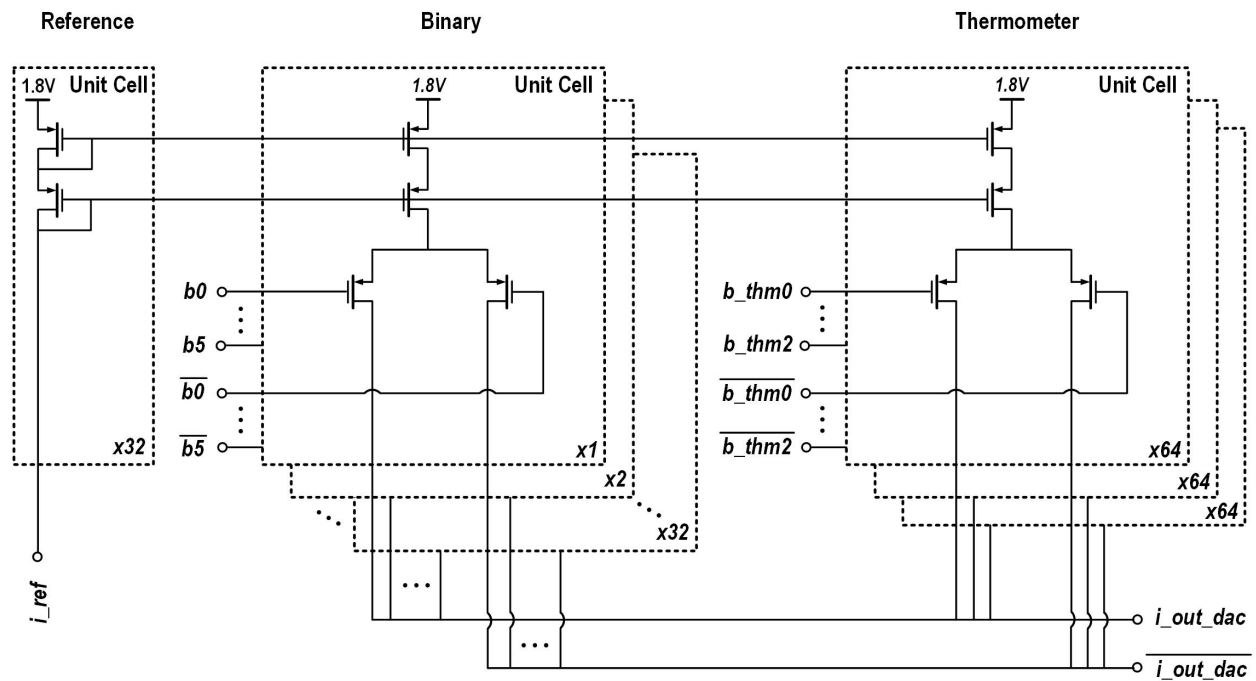 Reference
Binary
Thermometer
1.8V
Unit Cell
1.8V
Unit Cell
1.8V
Unit Cell
b0
b5
b0
b5
b_thm0
b_thm2
b_thm0
b_thm2
x32
x1
x2
x32
x64
x64
x64
i_ref
i_out_dac
i_out_dac